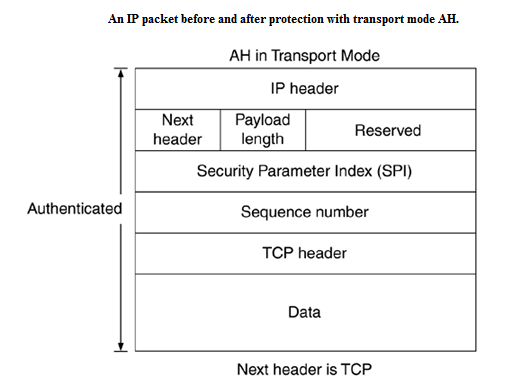 An IP packet before and after protection with transport mode AH.
AH in Transport Mode
IP header
Next header
Payload length
Reserved
Security Parameter Index (SPI)
Authenticated
Sequence number
TCP header
Data
Next header is TCP